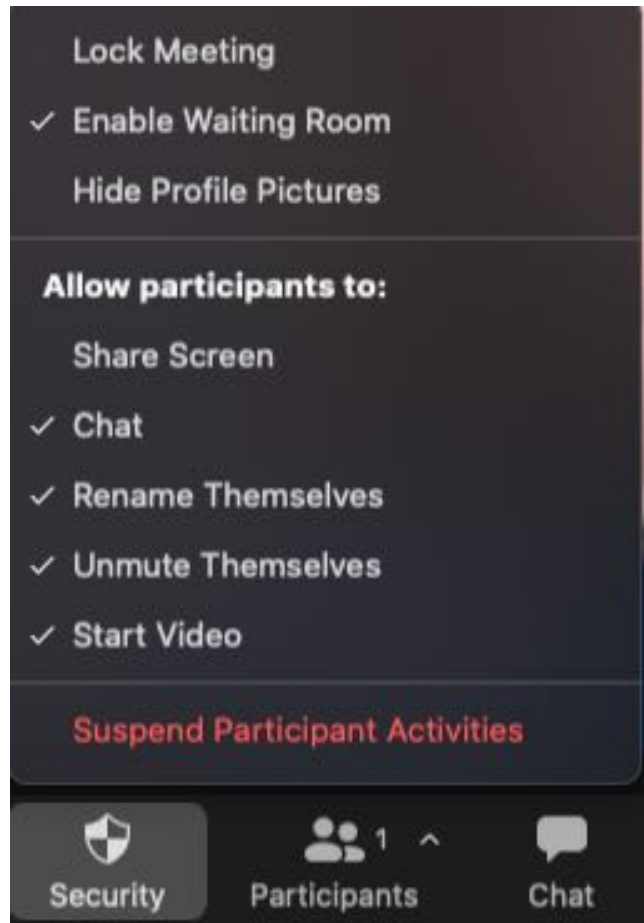 Lock Meeting
✓ Enable Waiting Room
Hide Profile Pictures
Allow participants to:
Share Screen
✓ Chat
✓ Rename Themselves
✓ Unmute Themselves
✓ Start Video
Suspend Participant Activities
1
Security Participants Chat